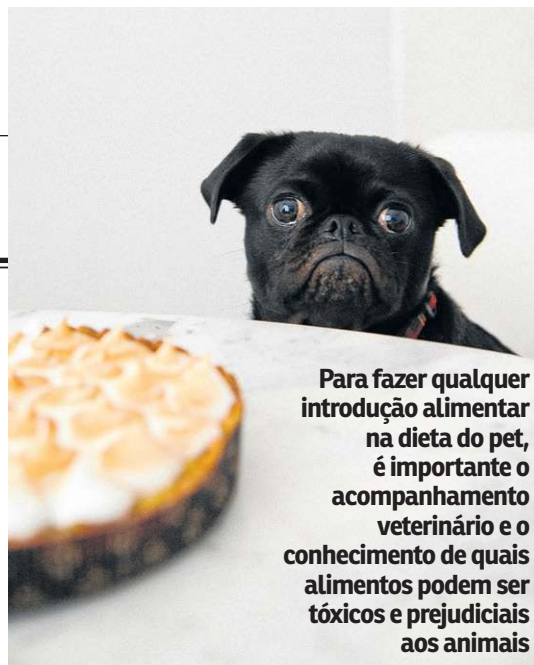 Para fazer qualquer
introdução alimentar
na dieta do pet,
é importante o
acompanhamento
veterinário e o
conhecimento de quais
alimentos podem ser
tóxicos e prejudiciais
aos animais